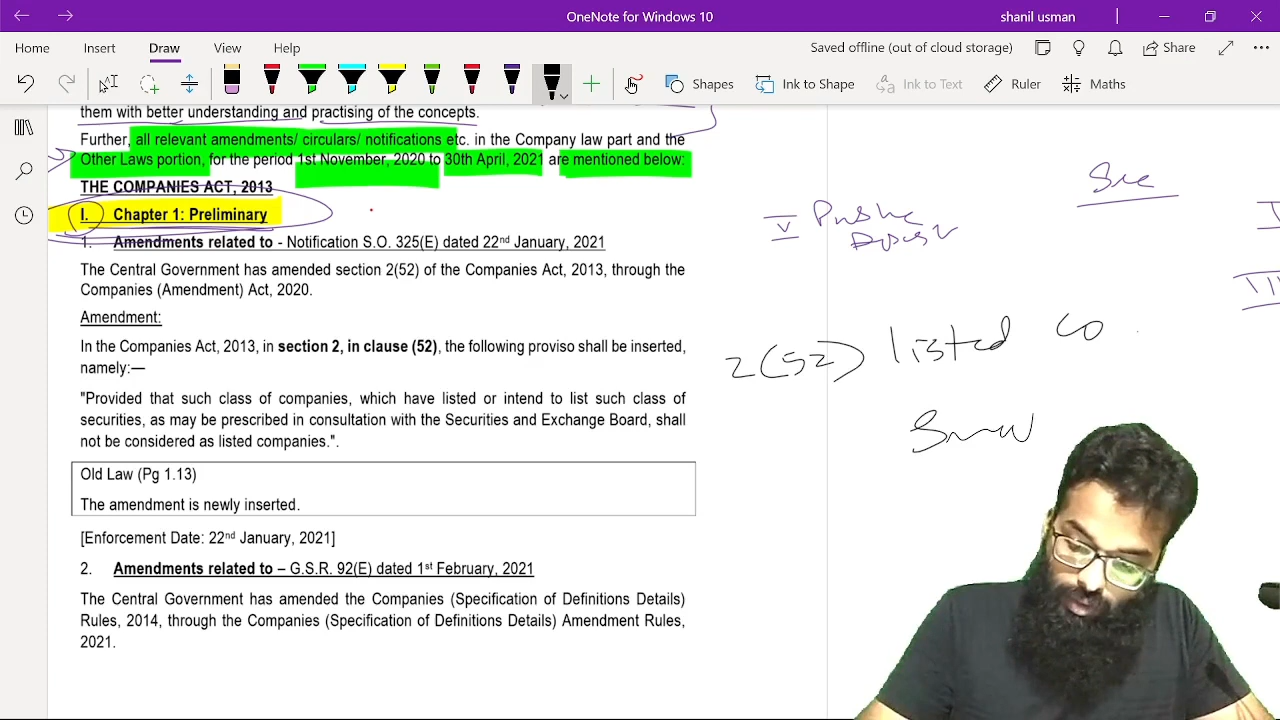 OneNote for Windows 10
shanil usman
Home Insert Draw View Help
Saved offline (out of cloud storage)
Share
Shapes
Ink to Shape
Ink to Text
Ruler
Maths
them with better understanding and practising of the concepts.
Further, all relevant amendments/ circulars/ notifications etc. in the Company law part and the
Other Laws portion, for the period 1st November, 2020 to 30th April, 2021 are mentioned below:
THE COMPANIES ACT, 2013
I. Chapter 1: Preliminary
1. Amendments related to - Notification S.O. 325(E) dated 22nd January, 2021
The Central Government has amended section 2(52) of the Companies Act, 2013, through the
Companies (Amendment) Act, 2020.
Amendment:
In the Companies Act, 2013, in section 2, in clause (52), the following proviso shall be inserted,
namely:—
"Provided that such class of companies, which have listed or intend to list such class of
securities, as may be prescribed in consultation with the Securities and Exchange Board, shall
not be considered as listed companies.".
Old Law (Pg 1.13)
The amendment is newly inserted.
[Enforcement Date: 22nd January, 2021]
2. Amendments related to – G.S.R. 92(E) dated 1st February, 2021
The Central Government has amended the Companies (Specification of Definitions Details)
Rules, 2014, through the Companies (Specification of Definitions Details) Amendment Rules,
2021.
V
2(52) listed co